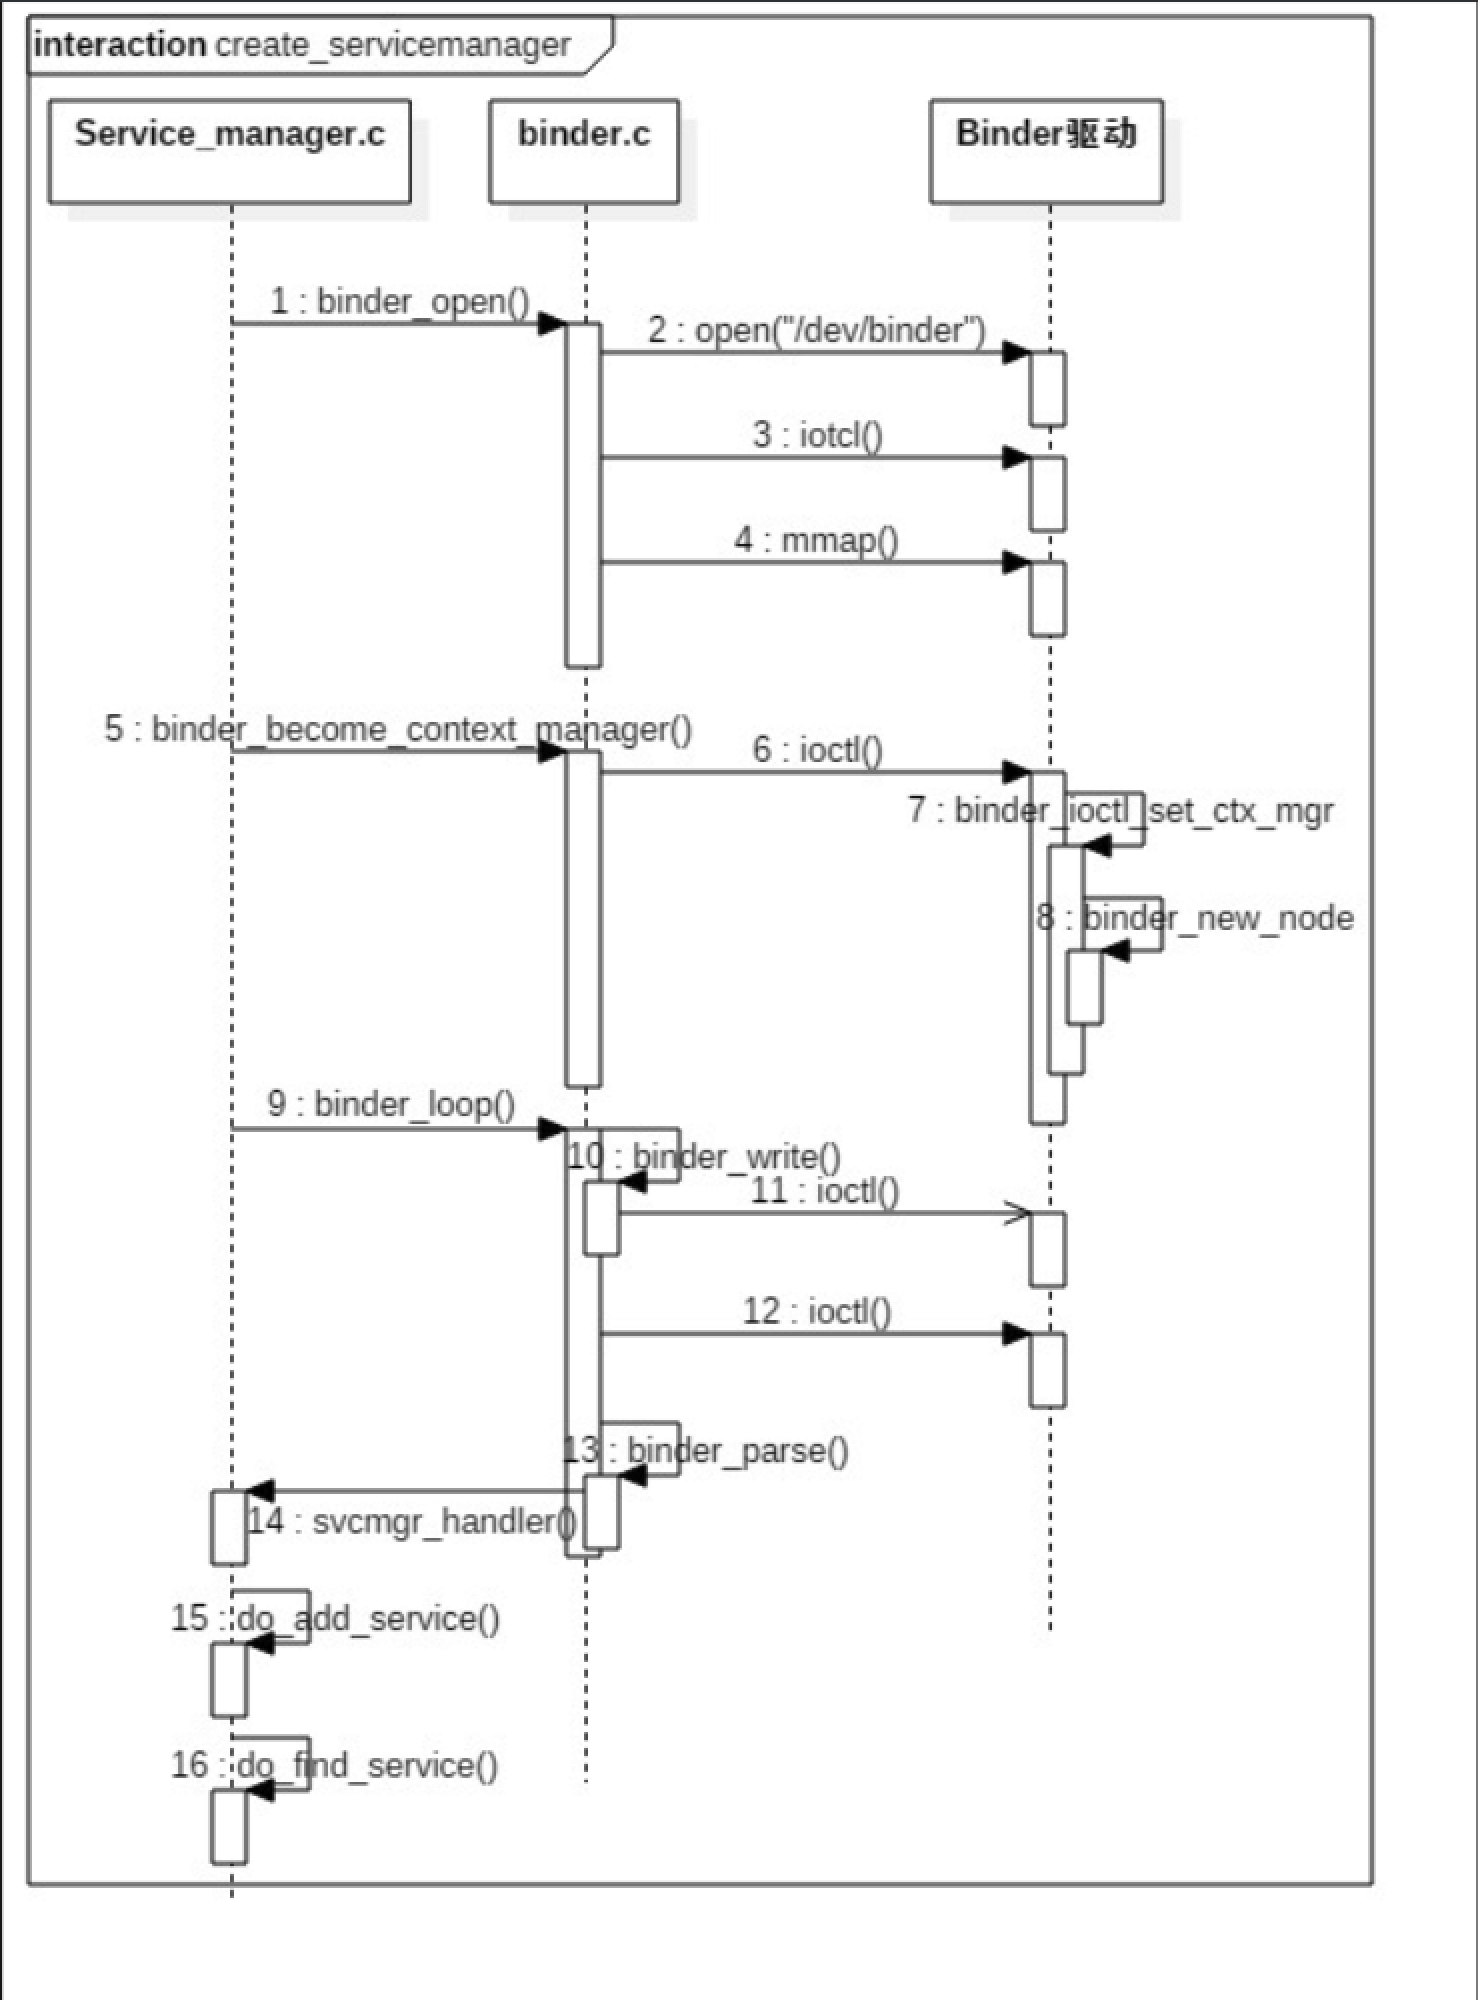 interaction create_servicemanager
Service_manager.c
binder.c
Binder驱动
1 : binder_open()
2 : open("/dev/binder")
3 : iotcl()
4 : mmap()
5 : binder_become_context_manager()
6 : ioctl()
7 : binder_ioctl_set_ctx_mgr
8 : binder_new_node
9 : binder_loop()
10 : binder_write()
11 : ioctl()
12 : ioctl()
13 : binder_parse()
14 : svcmgr_handler()
15 : do_add_service()
16 : do_find_service()